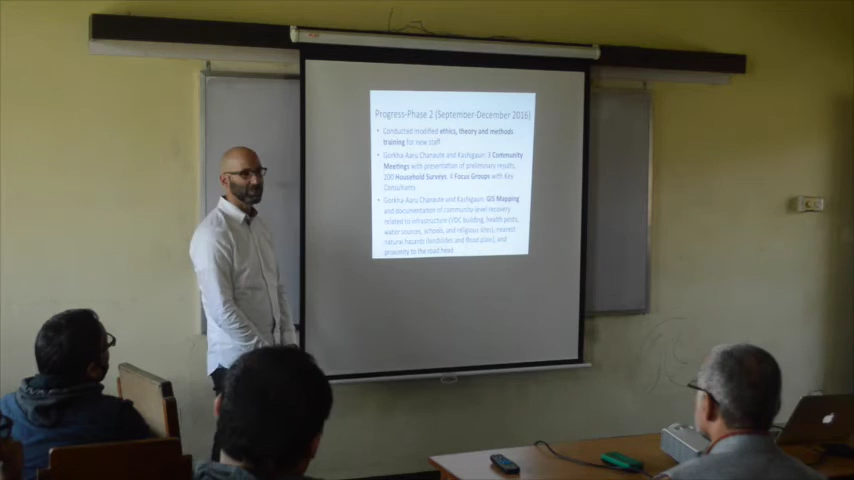 Progress-Phase 2 (September-December 2016)
• Conducted modified ethics, theory and methods
training for new staff
• Gorkha-Aaru Chanaute and Kashigaun: Community
Meetings with presentation of preliminary results,
200 Household Surveys, 4 Focus Groups with Key
Consultants
• Gorkha-Aaru Chanaute and Kashigaun: GIS Mapping
and documentation of community-level recovery
related to infrastructure (VDC building, health posts,
water sources, schools, and religious sites), nearest
natural hazards (landslides and flood plains), and
proximity to the road head